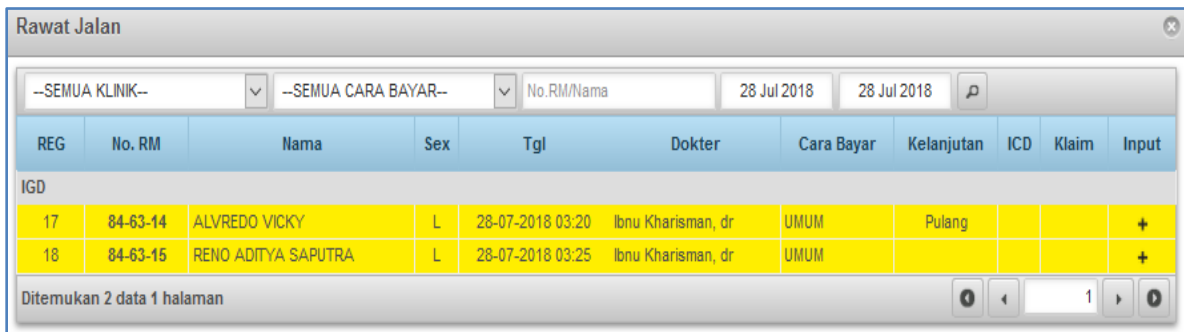 Rawat Jalan
--SEMUA KLINIK-- --SEMUA CARA BAYAR-- No.RM/Nama 28 Jul 2018 28 Jul 2018
REG No. RM Nama Sex Tgl Dokter Cara Bayar Kelanjutan ICD Klaim Input
IGD
17 84-63-14 ALVREDO VICKY L 28-07-2018 03:20 Ibnu Kharisman, dr UMUM Pulang +
18 84-63-15 RENO ADITYA SAPUTRA L 28-07-2018 03:25 Ibnu Kharisman, dr UMUM +
Ditemukan 2 data 1 halaman 1